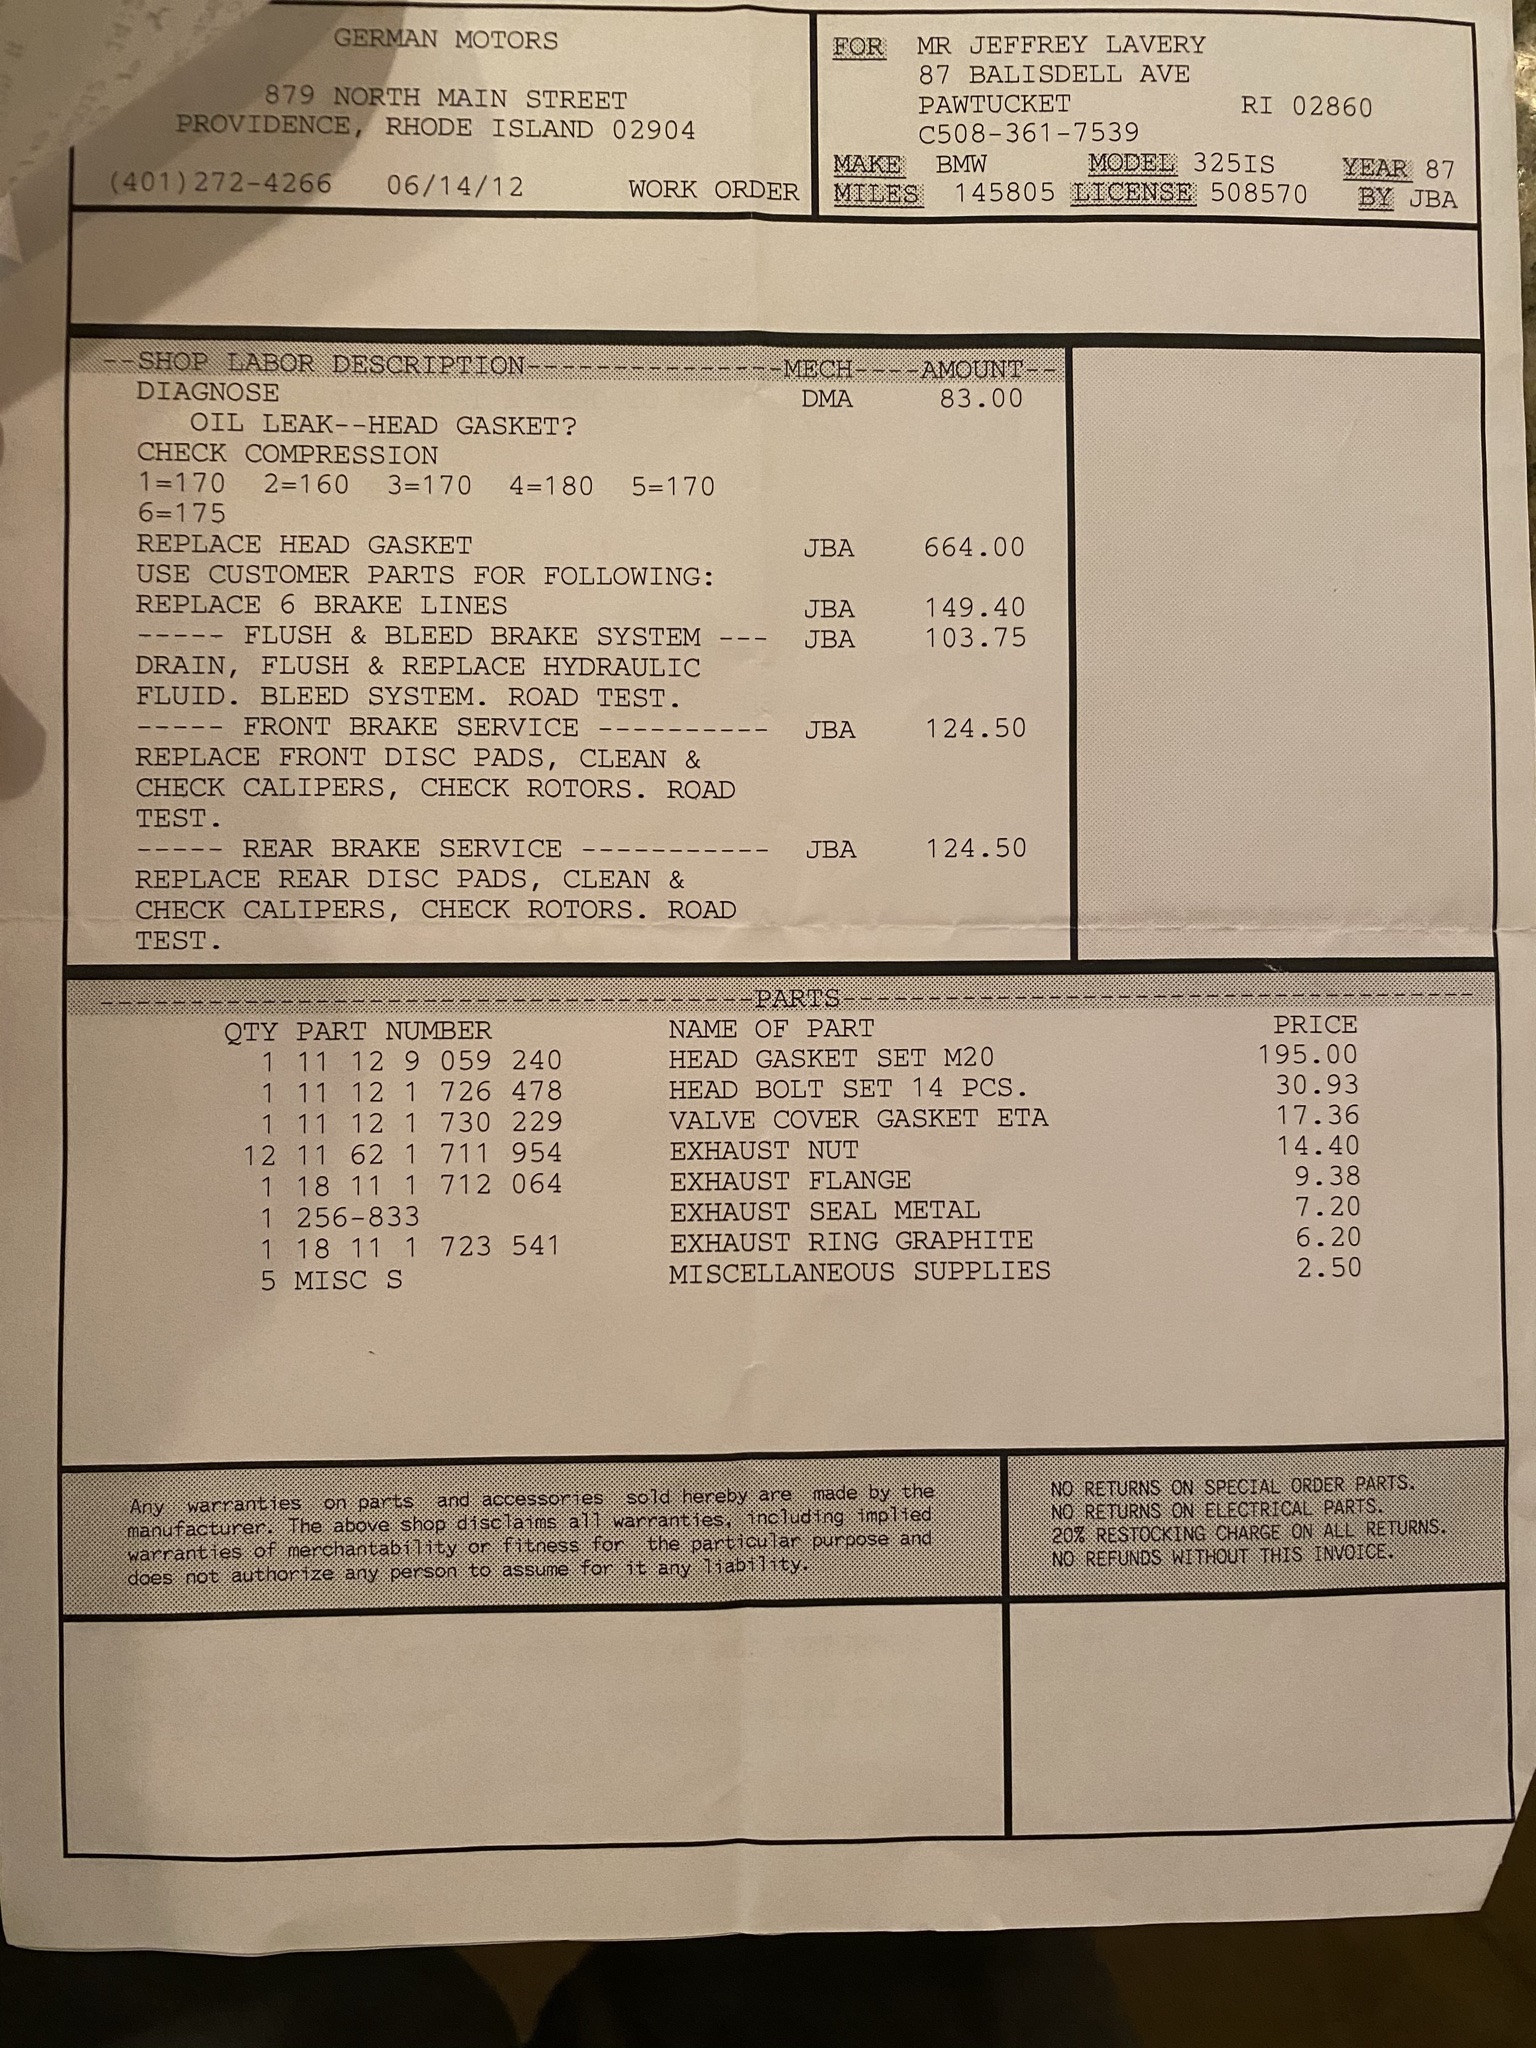 GERMAN MOTORS
879 NORTH MAIN STREET
PROVIDENCE, RHODE ISLAND 02904
(401)272-4266 06/14/12 WORK ORDER
FOR MR JEFFREY LAVERY
87 BALISDELL AVE
PAWTUCKET RI 02860
C508-361-7539
MAKE BMW MODEL 325IS YEAR 87
MILES 145805 LICENSE 508570 BY JBA
--SHOP LABOR DESCRIPTION---------------MECH----AMOUNT--
DIAGNOSE DMA 83.00
OIL LEAK--HEAD GASKET?
CHECK COMPRESSION
1=170 2=160 3=170 4=180 5=170
6=175
REPLACE HEAD GASKET JBA 664.00
USE CUSTOMER PARTS FOR FOLLOWING:
REPLACE 6 BRAKE LINES JBA 149.40
----- FLUSH & BLEED BRAKE SYSTEM --- JBA 103.75
DRAIN, FLUSH & REPLACE HYDRAULIC
FLUID. BLEED SYSTEM. ROAD TEST.
----- FRONT BRAKE SERVICE ---------- JBA 124.50
REPLACE FRONT DISC PADS, CLEAN &
CHECK CALIPERS, CHECK ROTORS. ROAD
TEST.
----- REAR BRAKE SERVICE ----------- JBA 124.50
REPLACE REAR DISC PADS, CLEAN &
CHECK CALIPERS, CHECK ROTORS. ROAD
TEST.
-------------------------------------PARTS------------------------------------
QTY PART NUMBER NAME OF PART PRICE
1 11 12 9 059 240 HEAD GASKET SET M20 195.00
1 11 12 1 726 478 HEAD BOLT SET 14 PCS. 30.93
1 11 12 1 730 229 VALVE COVER GASKET ETA 17.36
12 11 62 1 711 954 EXHAUST NUT 14.40
1 18 11 1 712 064 EXHAUST FLANGE 9.38
1 256-833 EXHAUST SEAL METAL 7.20
1 18 11 1 723 541 EXHAUST RING GRAPHITE 6.20
5 MISC S MISCELLANEOUS SUPPLIES 2.50
Any warranties on parts and accessories sold hereby are made by the
manufacturer. The above shop disclaims all warranties, including implied
warranties of merchantability or fitness for the particular purpose and
does not authorize any person to assume for it any liability.
NO RETURNS ON SPECIAL ORDER PARTS.
NO RETURNS ON ELECTRICAL PARTS.
20% RESTOCKING CHARGE ON ALL RETURNS.
NO REFUNDS WITHOUT THIS INVOICE.